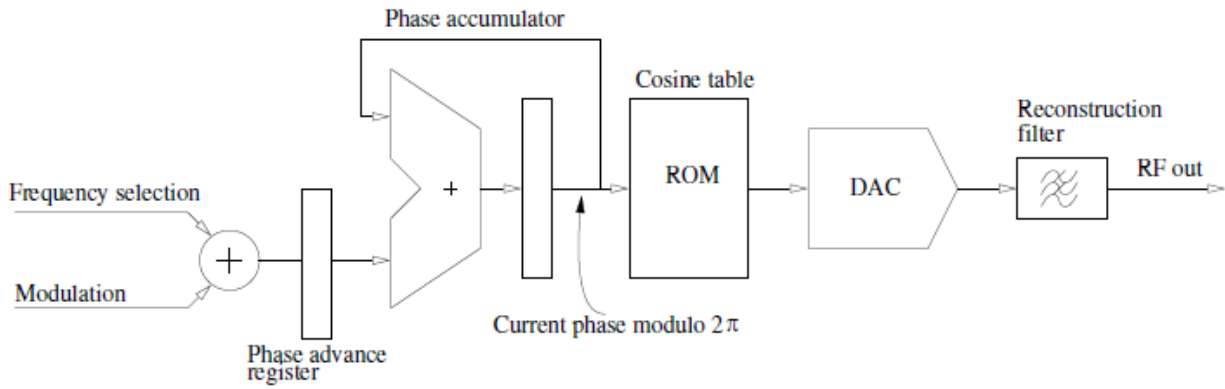 Phase accumulator
Cosine table
Reconstruction
filter
RF out
ROM
DAC
+
Frequency selection
+
Modulation
Current phase modulo 2π
Phase advance
register